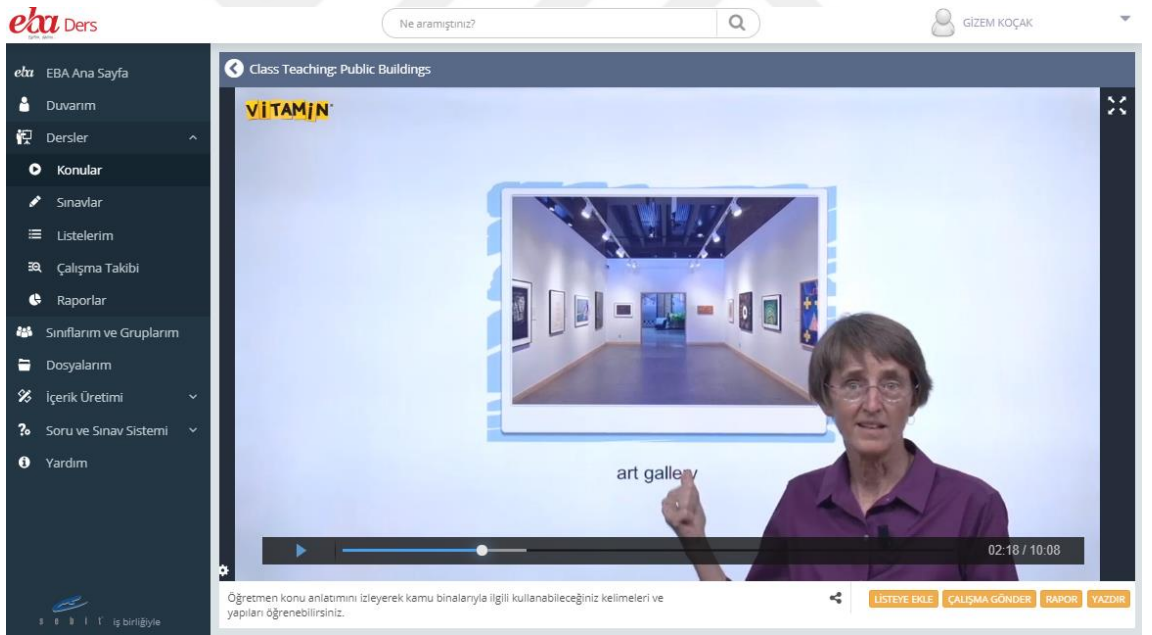 eba Ders
Ne aramıştınız?
GİZEM KOÇAK
eba EBA Ana Sayfa
Duvarım
Dersler
Konular
Sınavlar
Listelerim
Çalışma Takibi
Raporlar
Sınıflarım ve Gruplarım
Dosyalarım
İçerik Üretimi
Soru ve Sınav Sistemi
Yardım
SEBİT iş birliğiyle
Class Teaching: Public Buildings
VİTAMİN
art gallery
02:18 / 10:08
Öğretmen konu anlatımını izleyerek kamu binalarıyla ilgili kullanabileceğiniz kelimeleri ve
yapıları öğrenebilirsiniz.
LİSTEYE EKLE ÇALIŞMA GÖNDER RAPOR YAZDIR